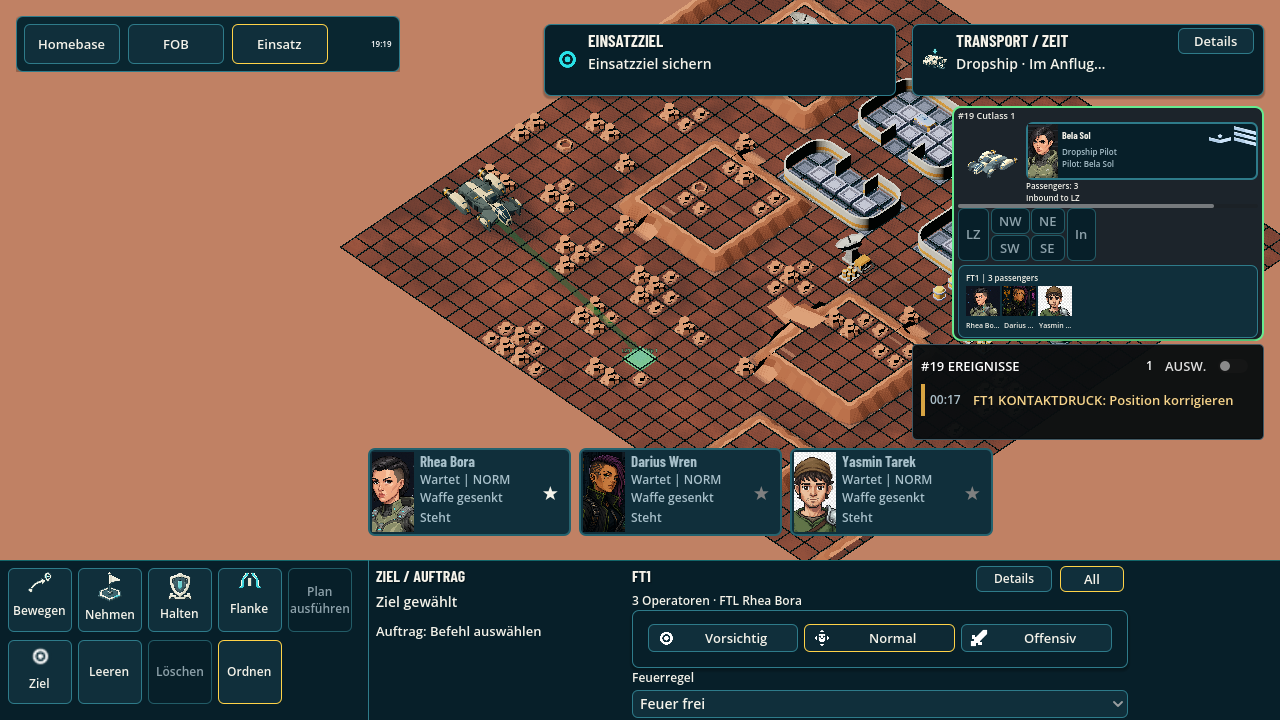 Homebase
FOB
Einsatz
19:19
EINSATZZIEL
Einsatzziel sichern
TRANSPORT / ZEIT
Dropship · Im Anflug...
Details
#19 Cutlass 1
Bela Sol
Dropship Pilot
Pilot: Bela Sol
Passengers: 3
Inbound to LZ
LZ
NW
NE
SW
SE
In
FT1 | 3 passengers
Rhea Bo...
Darius ...
Yasmin ...
#19 EREIGNISSE
1
AUSW.
00:17
FT1 KONTAKTDRUCK: Position korrigieren
Rhea Bora
Wartet | NORM
Waffe gesenkt
Steht
Darius Wren
Wartet | NORM
Waffe gesenkt
Steht
Yasmin Tarek
Wartet | NORM
Waffe gesenkt
Steht
Bewegen
Nehmen
Halten
Flanke
Plan
ausführen
Ziel
Leeren
Löschen
Ordnen
ZIEL / AUFTRAG
Ziel gewählt
Auftrag: Befehl auswählen
FT1
Details
All
3 Operatoren · FTL Rhea Bora
Vorsichtig
Normal
Offensiv
Feuerregel
Feuer frei